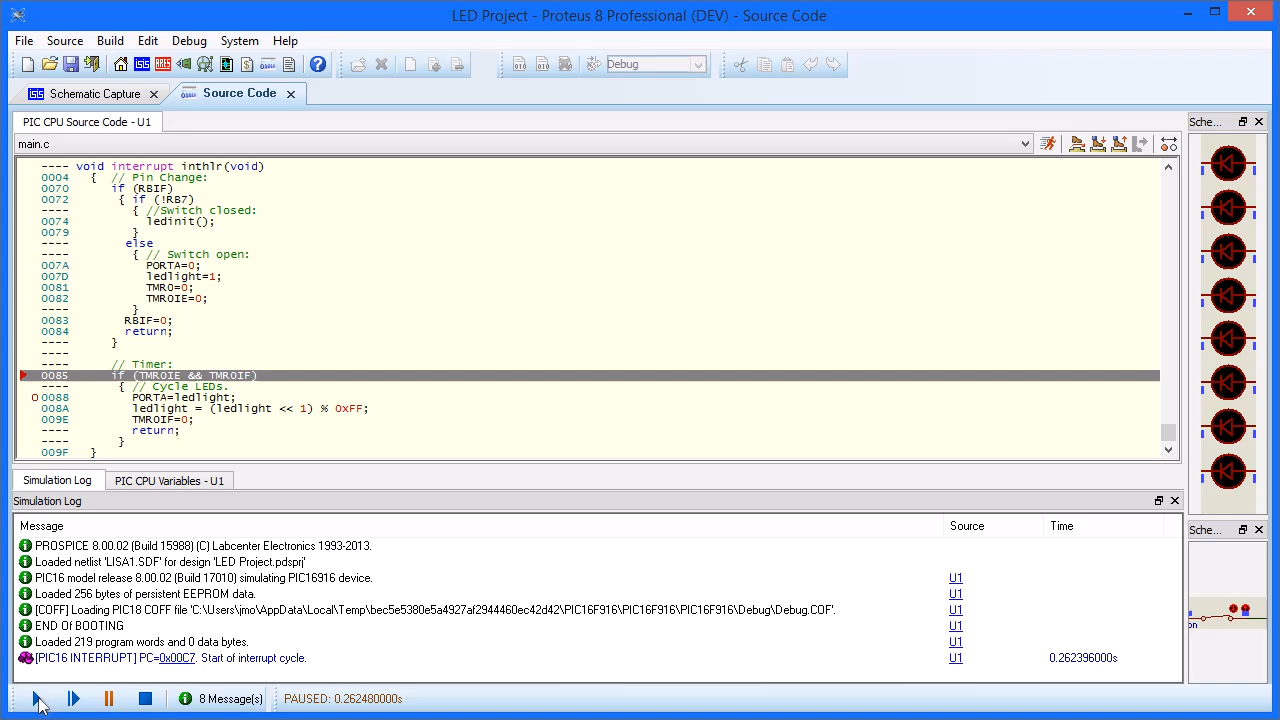 LED Project - Proteus 8 Professional (DEV) - Source Code
File Source Build Edit Debug System Help
Debug
Schematic Capture Source Code
PIC CPU Source Code - U1 Sche...
main.c
---- void interrupt inthlr(void)
0004 { // Pin Change:
0070 if (RBIF)
0072 { if (!RB7)
---- { //Switch closed:
0074 ledinit();
0079 }
---- else
---- { // Switch open:
007A PORTA=0;
007D ledlight=1;
0081 TMR0=0;
0082 TMR0IE=0;
---- }
0083 RBIF=0;
0084 return;
---- }
----
---- // Timer:
0085 if (TMR0IE && TMR0IF)
---- { // Cycle LEDs.
0088 PORTA=ledlight;
008A ledlight = (ledlight << 1) % 0xFF;
009E TMR0IF=0;
---- return;
---- }
009F }
Simulation Log PIC CPU Variables - U1
Simulation Log
Message Source Time
Sche...
PROSPICE 8.00.02 (Build 15989) (C) Labcenter Electronics 1993-2013.
Loaded netlist 'LISA1.SDF' for design 'LED Project.pdsprj'
PIC16 model release 8.00.02 (Build 17010) simulating PIC16916 device. U1
Loaded 256 bytes of persistent EEPROM data. U1
[COFF] Loading PIC18 COFF file 'C:\Users\jmo\AppData\Local\Temp\bec5e5380e5a4927af2944460ec42d42\PIC16F916\PIC16F916\PIC16F916\Debug\Debug.COF'. U1
END Of BOOTING U1
Loaded 219 program words and 0 data bytes. U1
[PIC16 INTERRUPT] PC=0x00C7. Start of interrupt cycle. U1 0.262396000s
8 Message(s) PAUSED: 0.262480000s